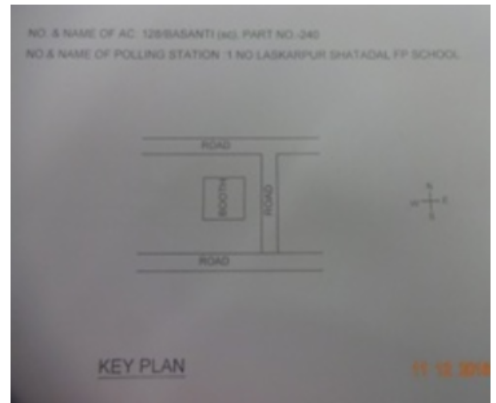 NO. & NAME OF AC: 128/BASANTI (sc), PART NO.-240
NO.& NAME OF POLLING STATION :1 NO LASKARPUR SHATADAL FP SCHOOL
ROAD
BOOTH
ROAD
ROAD
KEY PLAN